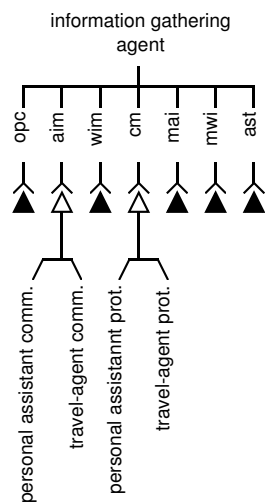 information gathering
agent
opc
aim
wim
cm
mai
mwi
ast
personal assistant comm.
travel-agent comm.
personal assistannt prot.
travel-agent prot.